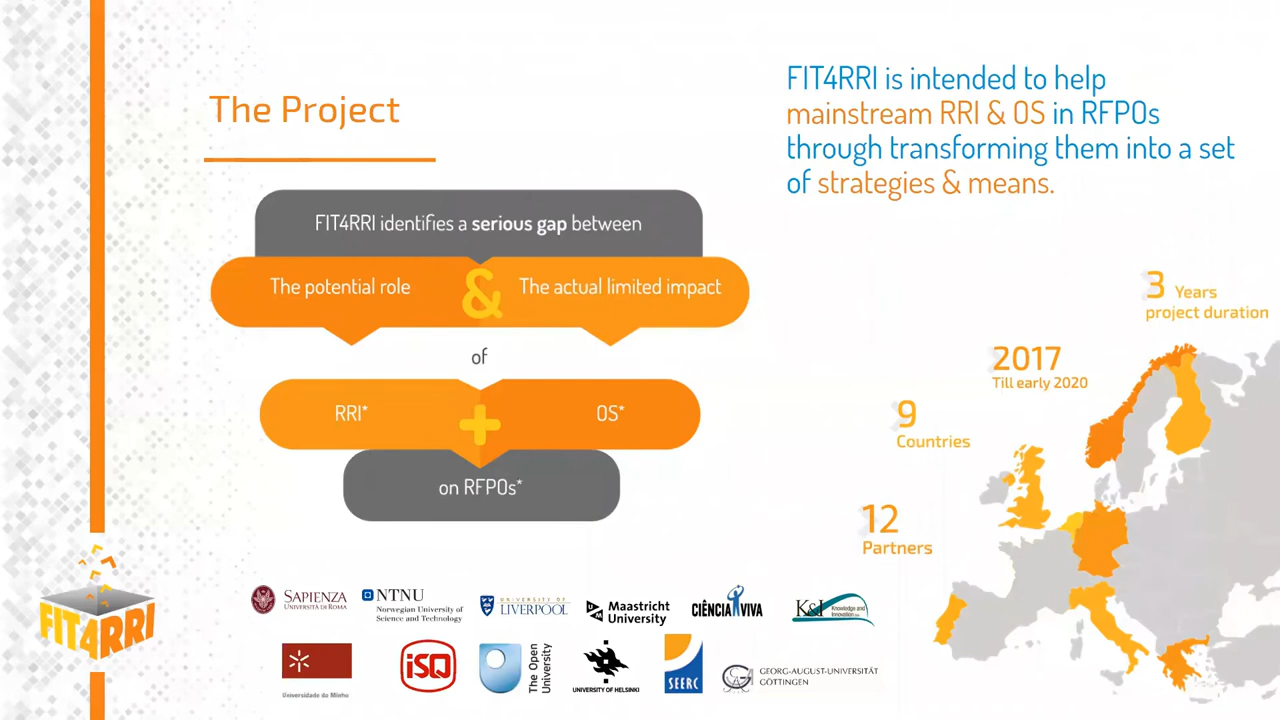 The Project
FIT4RRI is intended to help
mainstream RRI & OS in RFPOs
through transforming them into a set
of strategies & means.
FIT4RRI identifies a serious gap between
The potential role & The actual limited impact
of
RRI* + OS*
on RFPOs*
3 Years
project duration
2017
Till early 2020
9
Countries
12
Partners
FIT4RRI
SAPIENZA
UNIVERSITÀ DI ROMA
NTNU
Norwegian University of
Science and Technology
UNIVERSITY OF
LIVERPOOL
Maastricht
University
CIÊNCIA VIVA
K&I Knowledge and
Innovation
Universidade do Minho
iSQ
The Open
University
UNIVERSITY OF HELSINKI
SEERC
GEORG-AUGUST-UNIVERSITÄT
GÖTTINGEN